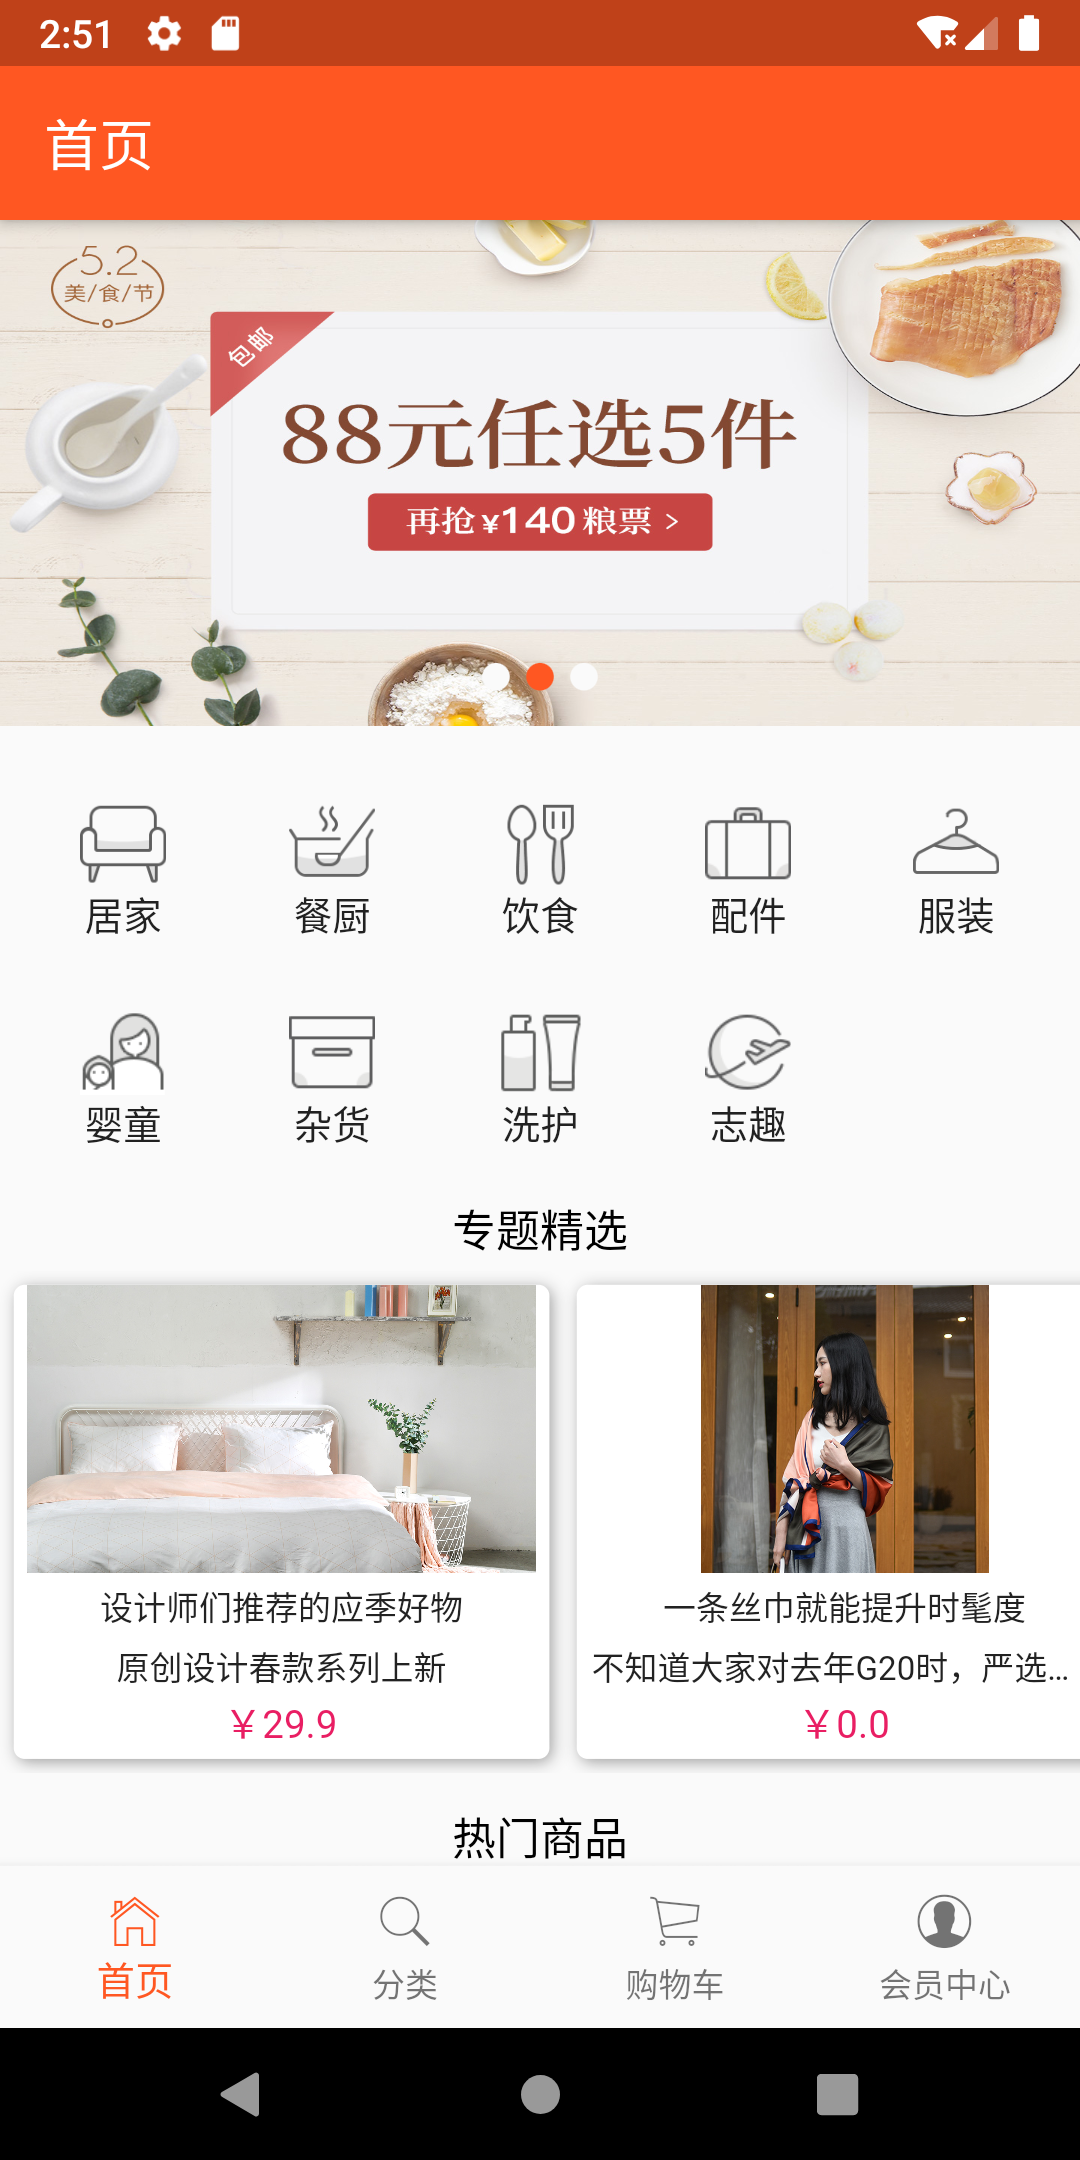 2:51
首页
5.2
美/食/节
包邮
88元任选5件
再抢¥140粮票 >
居家
餐厨
饮食
配件
服装
婴童
杂货
洗护
志趣
专题精选
设计师们推荐的应季好物
原创设计春款系列上新
￥29.9
一条丝巾就能提升时髦度
不知道大家对去年G20时，严选...
￥0.0
热门商品
首页
分类
购物车
会员中心